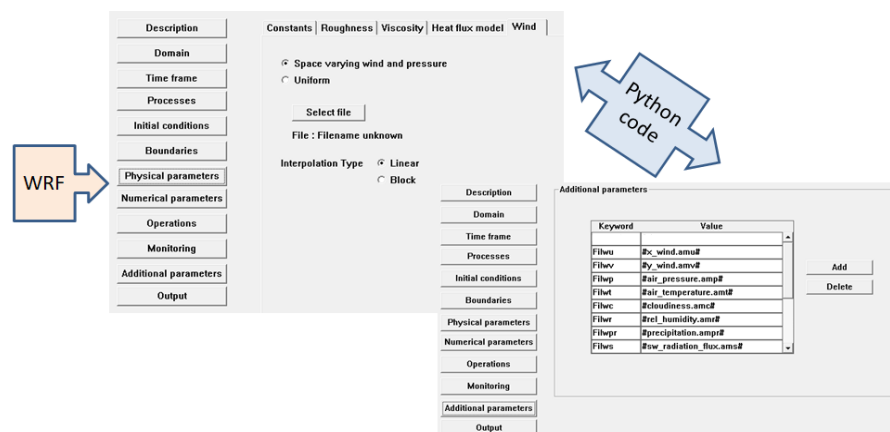 Description
Domain
Time frame
Processes
Initial conditions
Boundaries
Physical parameters
Numerical parameters
Operations
Monitoring
Additional parameters
Output
Constants Roughness Viscosity Heat flux model Wind
Space varying wind and pressure
Uniform
Select file
File : Filename unknown
Interpolation Type Linear
Block
WRF
Python
code
Description
Domain
Time frame
Processes
Initial conditions
Boundaries
Physical parameters
Numerical parameters
Operations
Monitoring
Additional parameters
Output
Additional parameters
Keyword Value
Filwu #x_wind.amu#
Filwv #y_wind.amv#
Filwp #air_pressure.amp#
Filwt #air_temperature.amt#
Filwc #cloudiness.amc#
Filwr #rel_humidity.amr#
Filwpr #precipitation.ampr#
Filws #sw_radiation_flux.ams#
Add
Delete